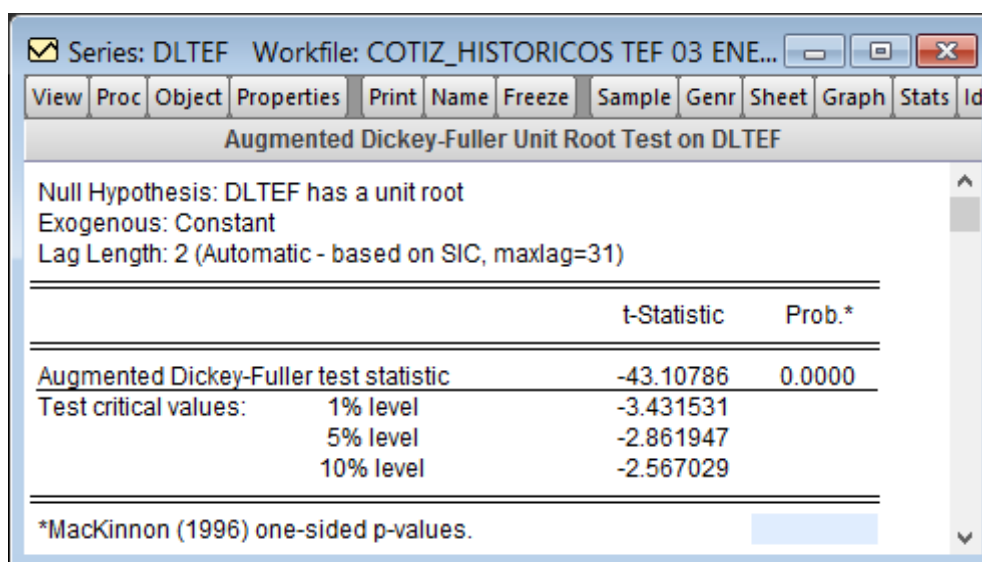 Series: DLTEF Workfile: COTIZ_HISTORICOS TEF 03 ENE...
View Proc Object Properties Print Name Freeze Sample Genr Sheet Graph Stats Id
Augmented Dickey-Fuller Unit Root Test on DLTEF
Null Hypothesis: DLTEF has a unit root
Exogenous: Constant
Lag Length: 2 (Automatic - based on SIC, maxlag=31)
t-Statistic Prob.*
Augmented Dickey-Fuller test statistic -43.10786 0.0000
Test critical values: 1% level -3.431531
5% level -2.861947
10% level -2.567029
*MacKinnon (1996) one-sided p-values.